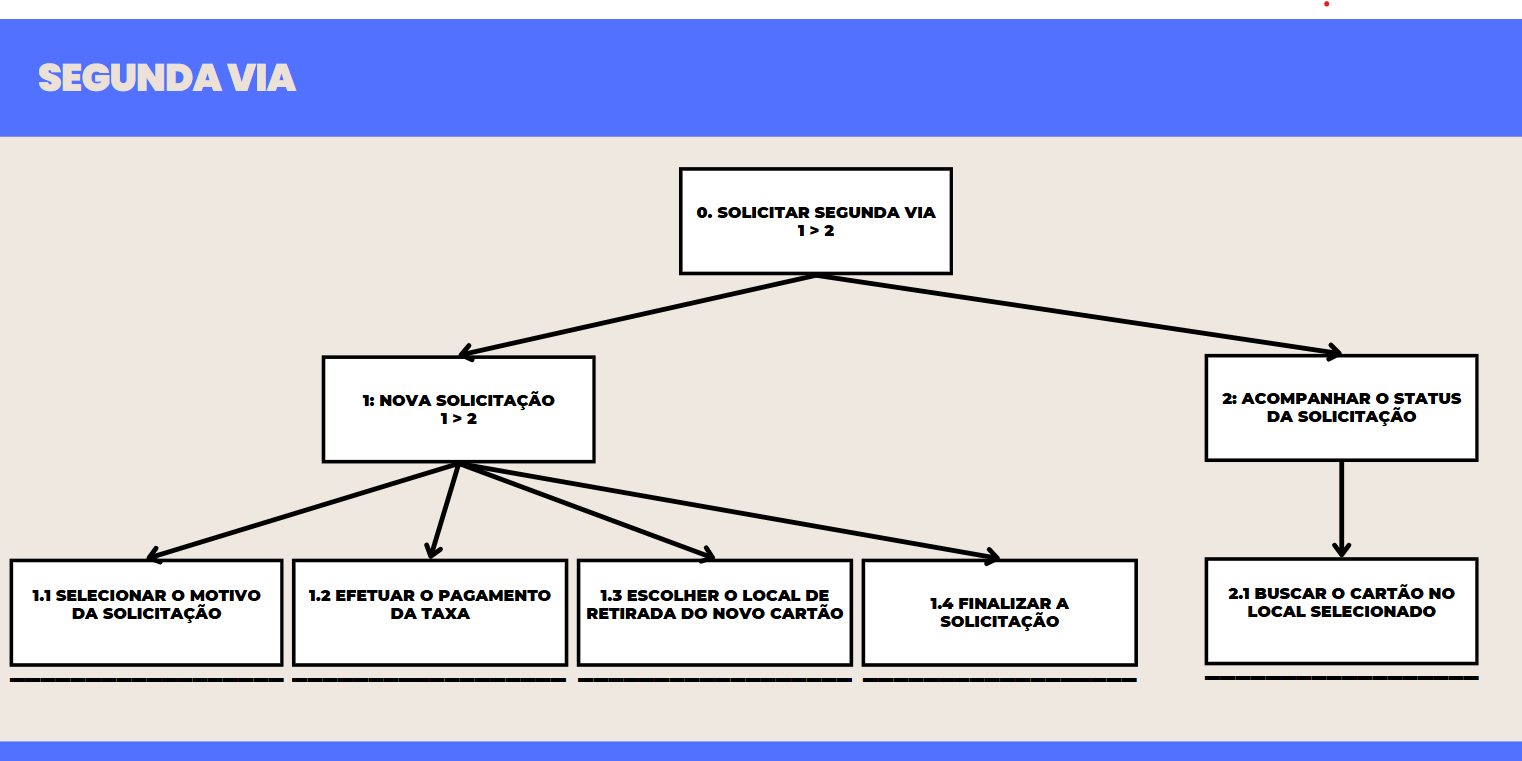 SEGUNDA VIA
0. SOLICITAR SEGUNDA VIA
1 > 2
1: NOVA SOLICITAÇÃO
1 > 2
2: ACOMPANHAR O STATUS
DA SOLICITAÇÃO
1.1 SELECIONAR O MOTIVO
DA SOLICITAÇÃO
1.2 EFETUAR O PAGAMENTO
DA TAXA
1.3 ESCOLHER O LOCAL DE
RETIRADA DO NOVO CARTÃO
1.4 FINALIZAR A
SOLICITAÇÃO
2.1 BUSCAR O CARTÃO NO
LOCAL SELECIONADO